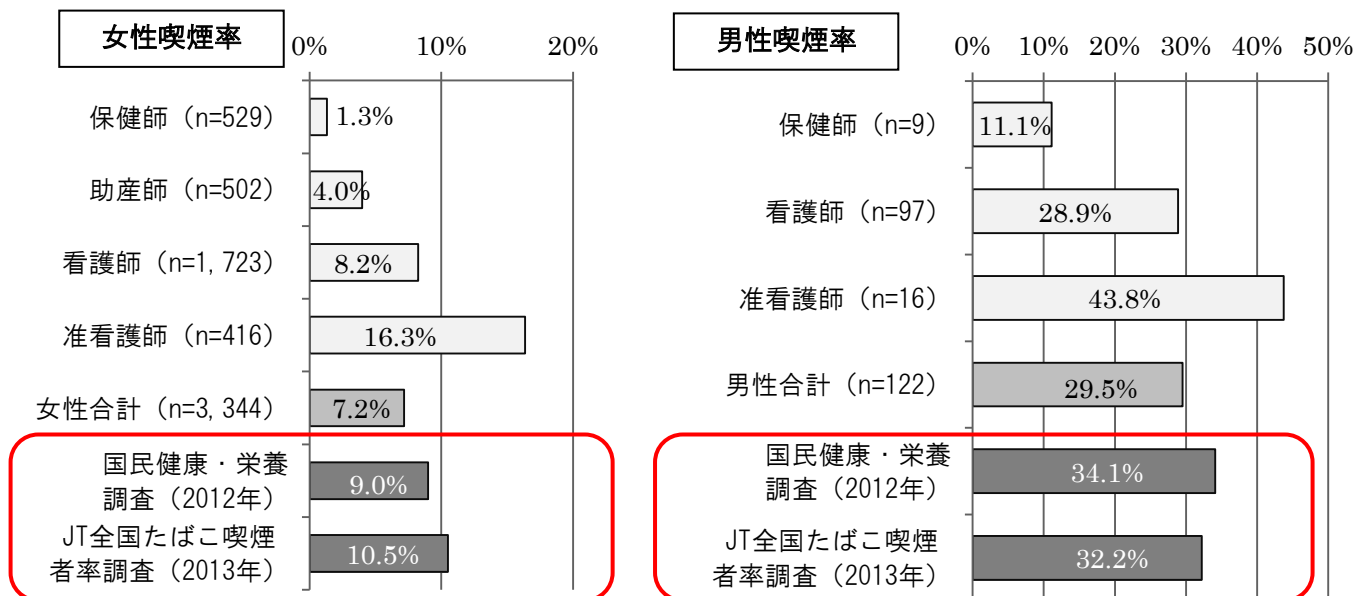 女性喫煙率
0% 10% 20%
保健師（n=529） 1.3%
助産師（n=502） 4.0%
看護師（n=1,723） 8.2%
准看護師（n=416） 16.3%
女性合計（n=3,344） 7.2%
国民健康・栄養
調査（2012年） 9.0%
JT全国たばこ喫煙
者率調査（2013年） 10.5%
男性喫煙率
0% 10% 20% 30% 40% 50%
保健師（n=9） 11.1%
看護師（n=97） 28.9%
准看護師（n=16） 43.8%
男性合計（n=122） 29.5%
国民健康・栄養
調査（2012年） 34.1%
JT全国たばこ喫煙
者率調査（2013年） 32.2%